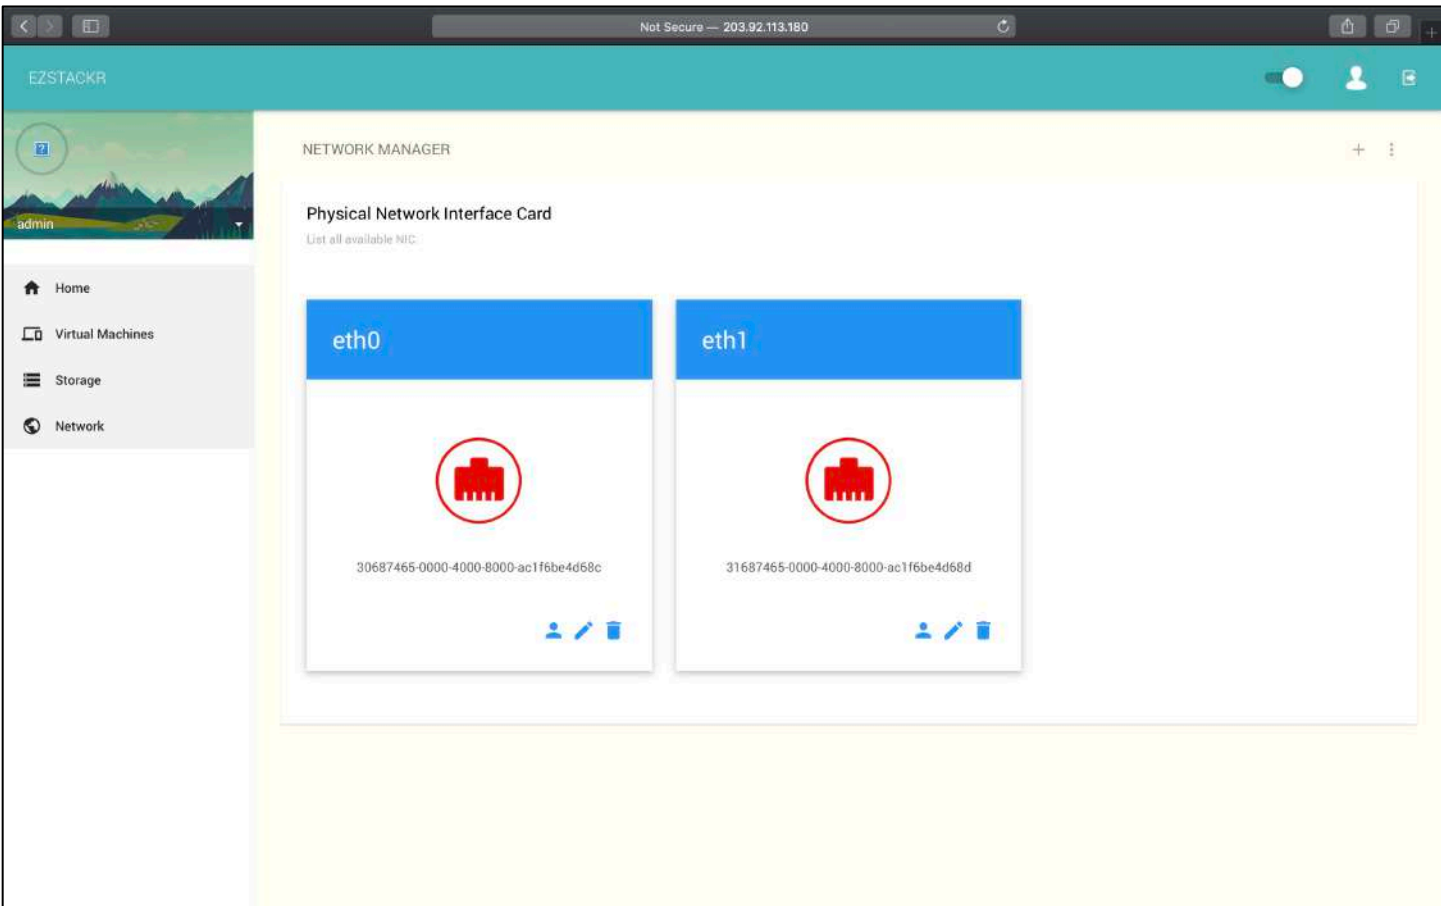 Not Secure — 203.92.113.180
EZSTACKR
admin
Home
Virtual Machines
Storage
Network
NETWORK MANAGER
Physical Network Interface Card
List all available NIC.
eth0
30687465-0000-4000-8000-ac1f6be4d68c
eth1
31687465-0000-4000-8000-ac1f6be4d68d